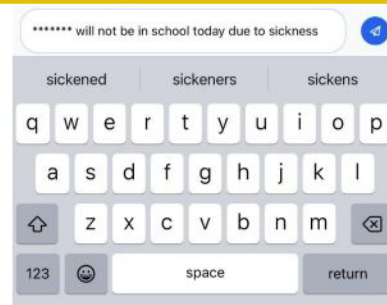 ******* will not be in school today due to sickness
sickened sickeners sickens
q w e r t y u i o p
a s d f g h j k l
z x c v b n m
123 space return